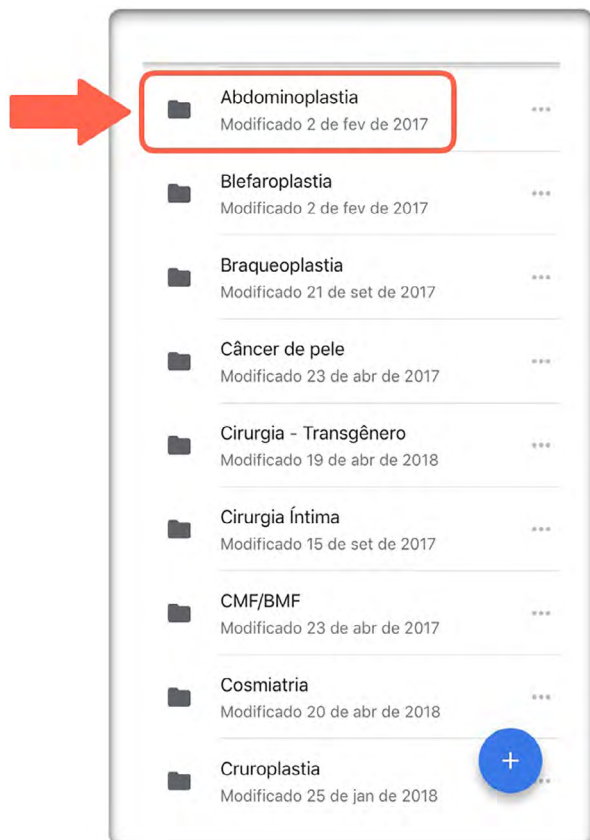 Abdominoplastia
Modificado 2 de fev de 2017
Blefaroplastia
Modificado 2 de fev de 2017
Braqueoplastia
Modificado 21 de set de 2017
Câncer de pele
Modificado 23 de abr de 2017
Cirurgia - Transgênero
Modificado 19 de abr de 2018
Cirurgia Íntima
Modificado 15 de set de 2017
CMF/BMF
Modificado 23 de abr de 2017
Cosmiatria
Modificado 20 de abr de 2018
Cruroplastia
Modificado 25 de jan de 2018